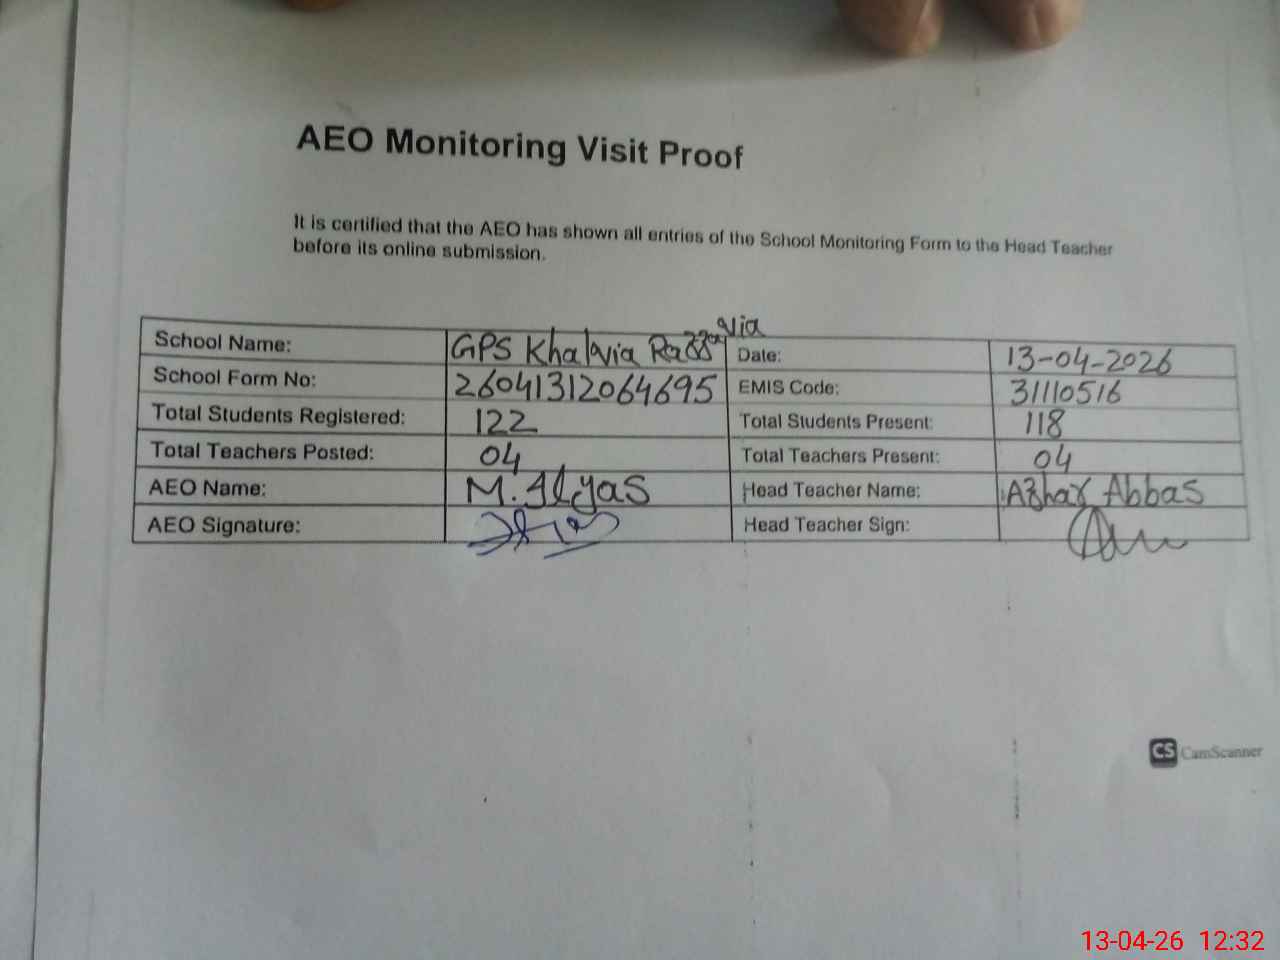 AEO Monitoring Visit Proof
It is certified that the AEO has shown all entries of the School Monitoring Form to the Head Teacher
before its online submission.
School Name: GPS Khalvia Razzavia Date: 13-04-2026
School Form No: 26041312064695 EMIS Code: 31110516
Total Students Registered: 122 Total Students Present: 118
Total Teachers Posted: 04 Total Teachers Present: 04
AEO Name: M. Ilyas Head Teacher Name: Azhar Abbas
AEO Signature: Head Teacher Sign:
CS CamScanner
13-04-26 12:32